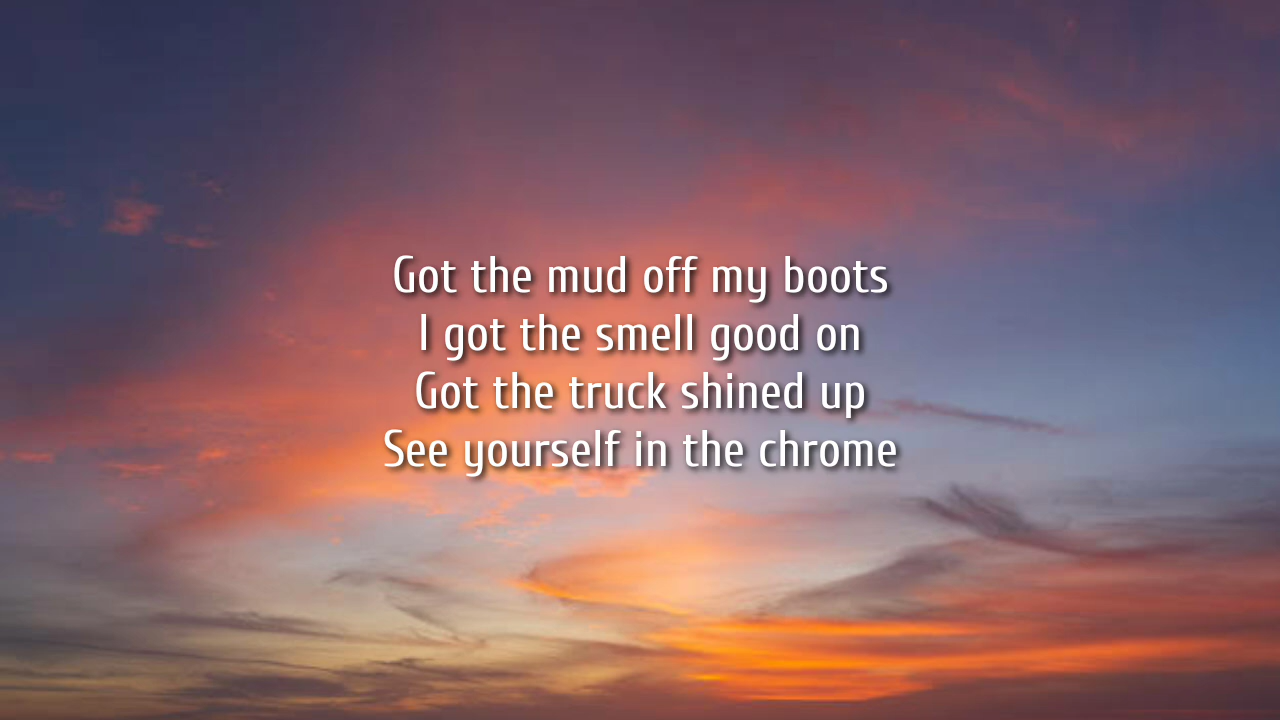 Got the mud off my boots
I got the smell good on
Got the truck shined up
See yourself in the chrome